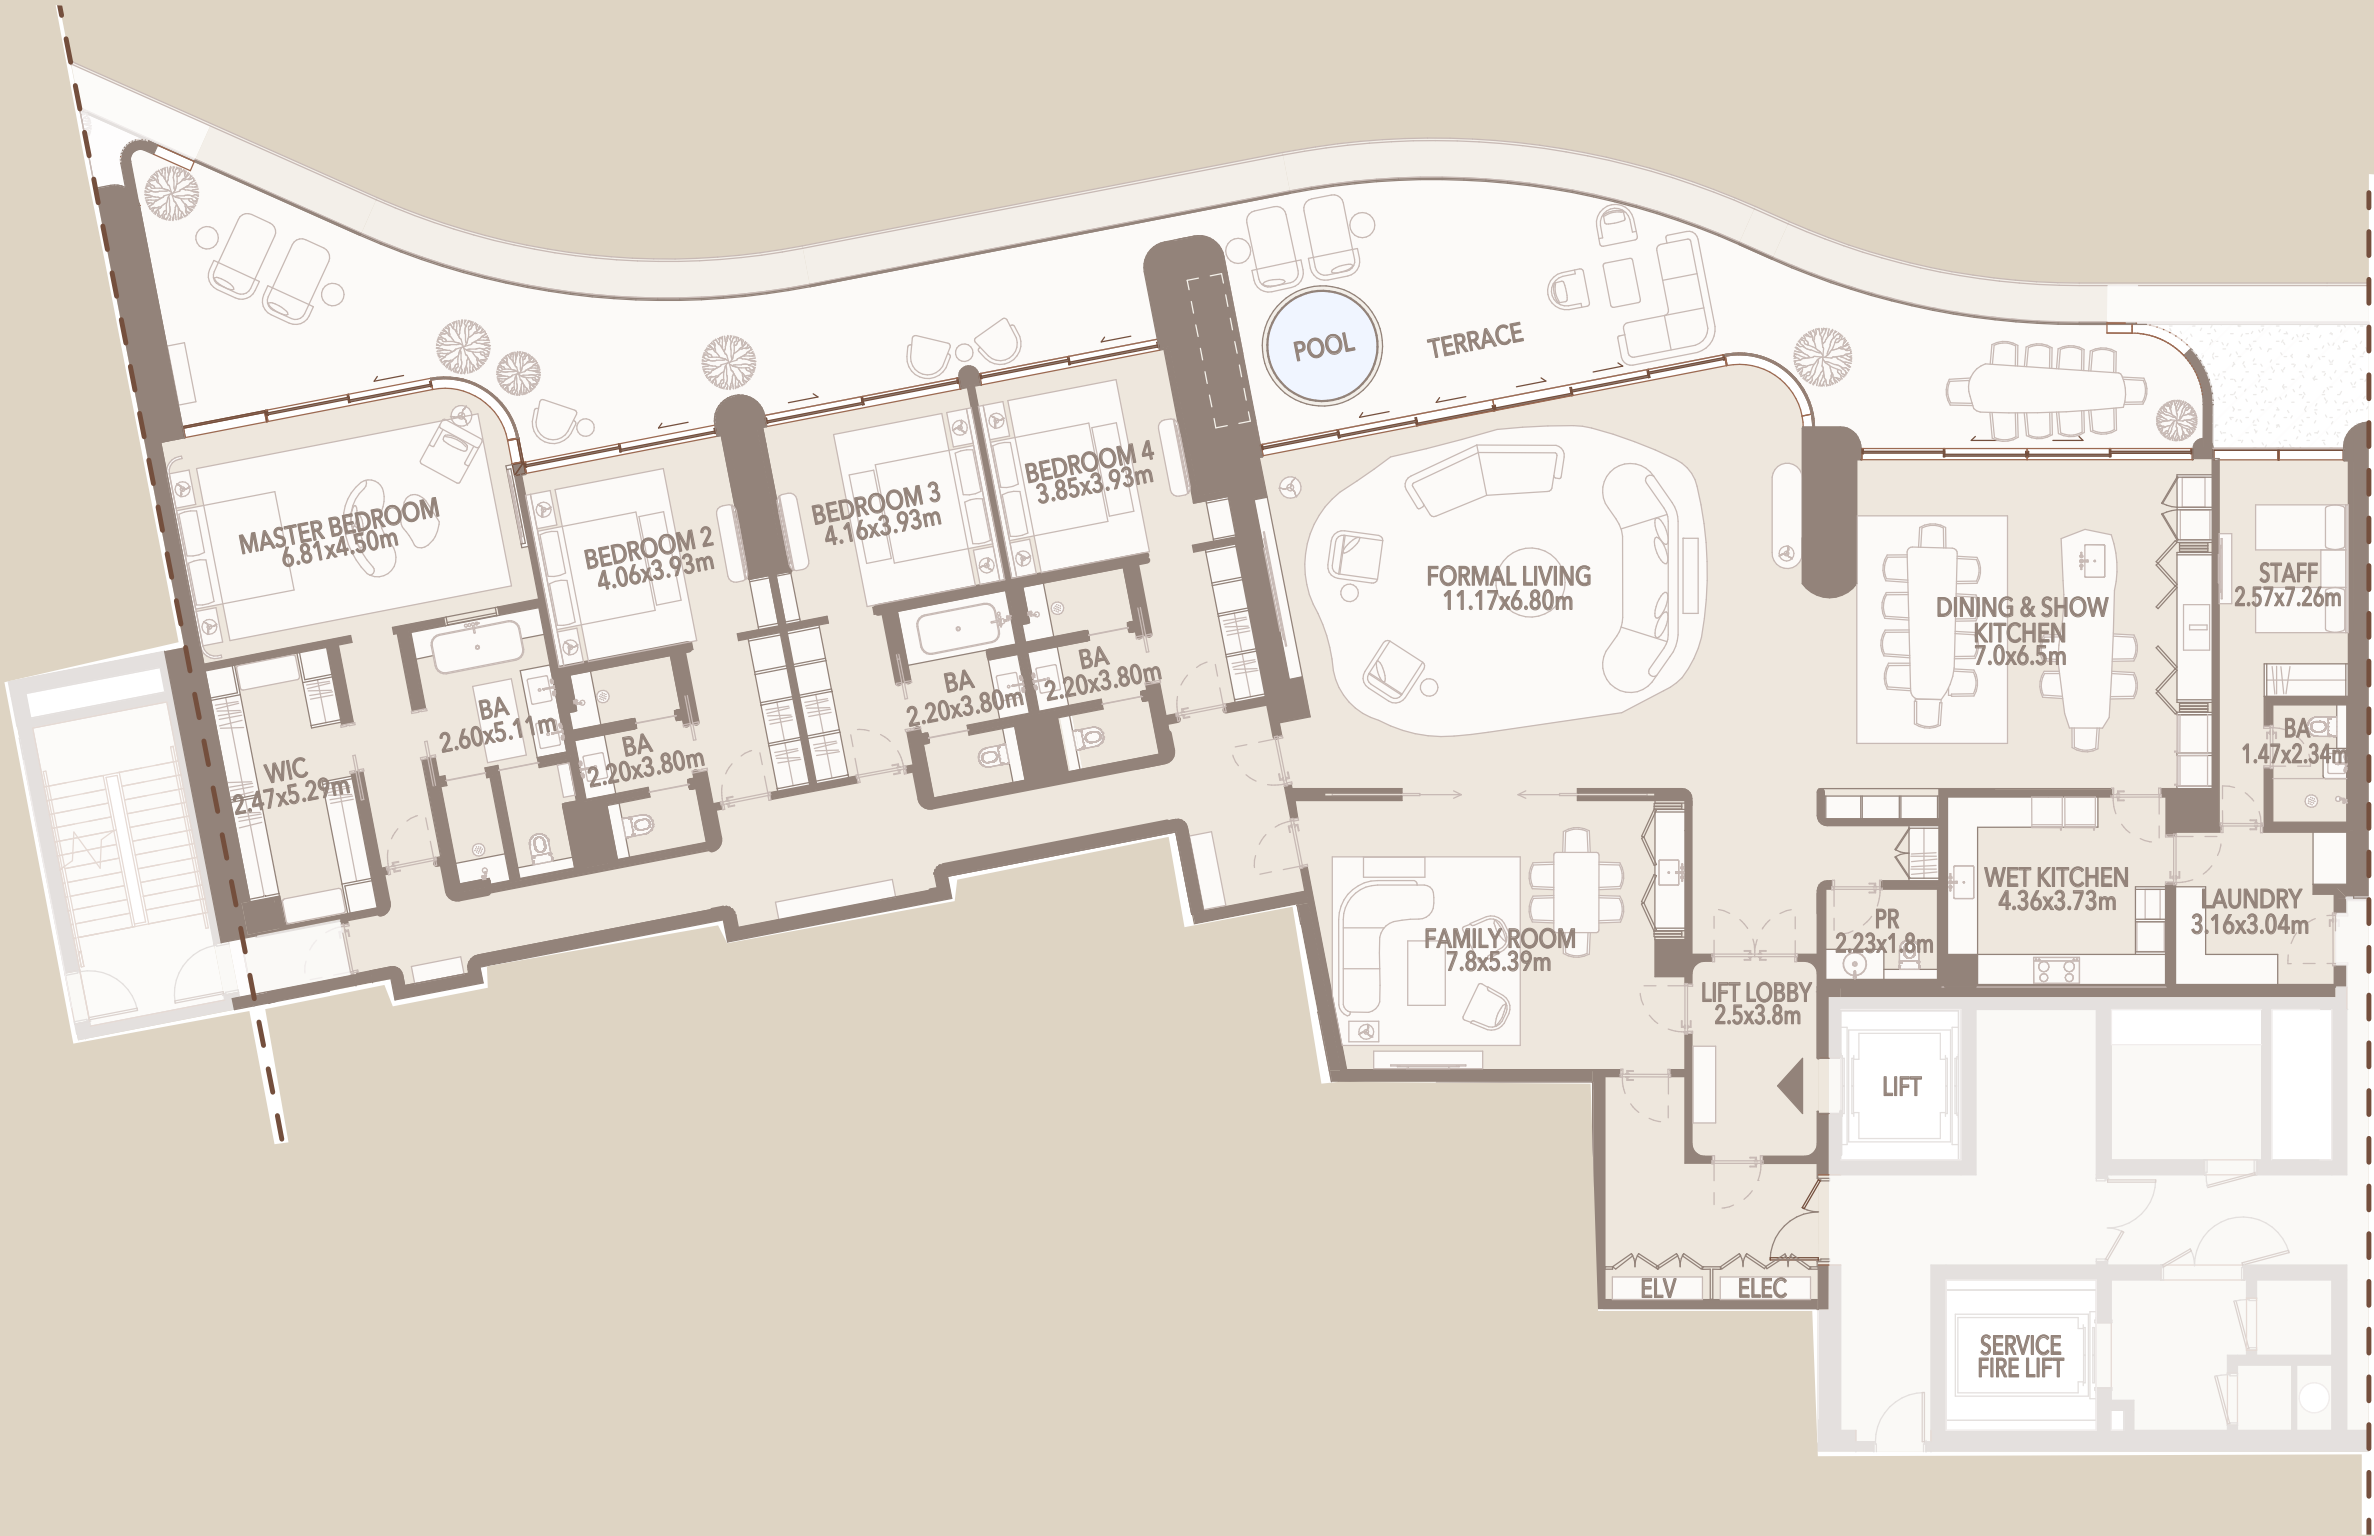 POOL
TERRACE
MASTER BEDROOM
6.81x4.50m
BEDROOM 2
4.06x3.93m
BEDROOM 3
4.16x3.93m
BEDROOM 4
3.85x3.93m
FORMAL LIVING
11.17x6.80m
DINING & SHOW
KITCHEN
7.0x6.5m
STAFF
2.57x7.26m
WIC
2.47x5.29m
BA
2.60x5.11m
BA
2.20x3.80m
BA
2.20x3.80m
BA
2.20x3.80m
BA
1.47x2.34m
FAMILY ROOM
7.8x5.39m
PR
2.23x1.8m
WET KITCHEN
4.36x3.73m
LAUNDRY
3.16x3.04m
LIFT LOBBY
2.5x3.8m
LIFT
ELV
ELEC
SERVICE
FIRE LIFT